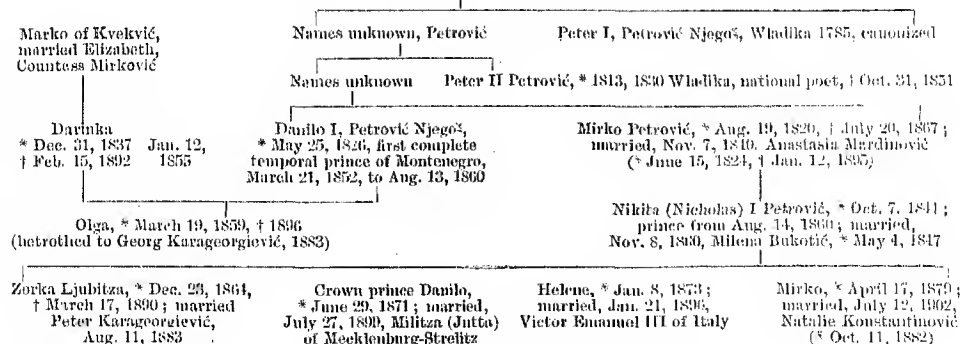 Marko of Kvekvić,
married Elizabeth,
Countess Mirković
Names unknown, Petrović
Peter I, Petrović Njegoš, Wladika 1785, canonized
Names unknown
Peter II Petrović, * 1813, 1830 Wladika, national poet, † Oct. 31, 1851
Darinka
* Dec. 31, 1837
† Feb. 15, 1892
Jan. 12,
1855
Danilo I, Petrović Njegoš,
* May 25, 1826, first complete
temporal prince of Montenegro,
March 21, 1852, to Aug. 13, 1860
Mirko Petrović, * Aug. 19, 1820, † July 20, 1867;
married, Nov. 7, 1840, Anastasia Mardinović
(* June 15, 1824, † Jan. 12, 1895)
Olga, * March 19, 1859, † 1896
(betrothed to Georg Karageorgiević, 1883)
Nikita (Nicholas) I Petrović, * Oct. 7, 1841;
prince from Aug. 14, 1860; married,
Nov. 8, 1860, Milena Bukotić, * May 4, 1847
Zorka Ljubitza, * Dec. 23, 1864,
† March 17, 1890; married
Peter Karageorgiević,
Aug. 11, 1883
Crown prince Danilo,
* June 29, 1871; married,
July 27, 1899, Militza (Jutta)
of Mecklenburg-Strelitz
Helene, * Jan. 8, 1873;
married, Jan. 21, 1896,
Victor Emanuel III of Italy
Mirko, * April 17, 1879;
married, July 12, 1902,
Natalie Konstantinović
(* Oct. 11, 1882)